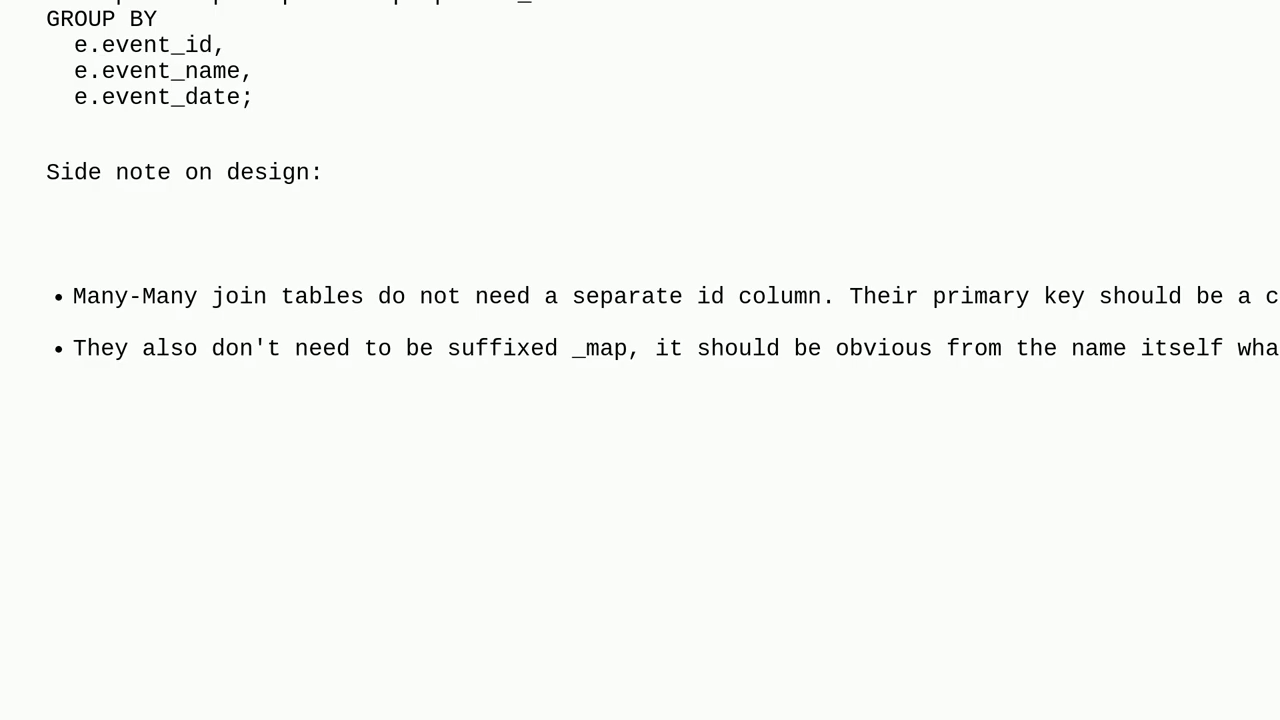 GROUP BY
e.event_id,
e.event_name,
e.event_date;
Side note on design:
• Many-Many join tables do not need a separate id column. Their primary key should be a
• They also don't need to be suffixed _map, it should be obvious from the name itself